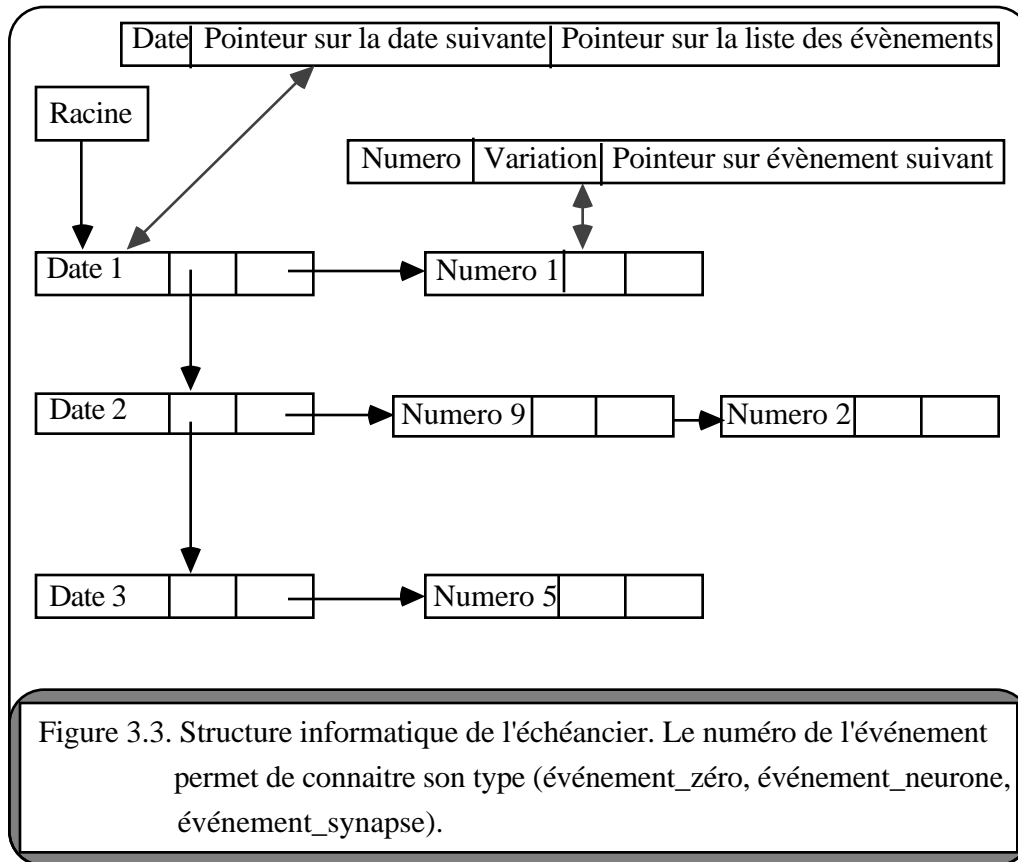 Date Pointeur sur la date suivante Pointeur sur la liste des évènements
Racine
Numero Variation Pointeur sur évènement suivant
Date 1 Numero 1
Date 2 Numero 9 Numero 2
Date 3 Numero 5
Figure 3.3. Structure informatique de l'échéancier. Le numéro de l'événement
permet de connaitre son type (événement_zéro, événement_neurone,
événement_synapse).